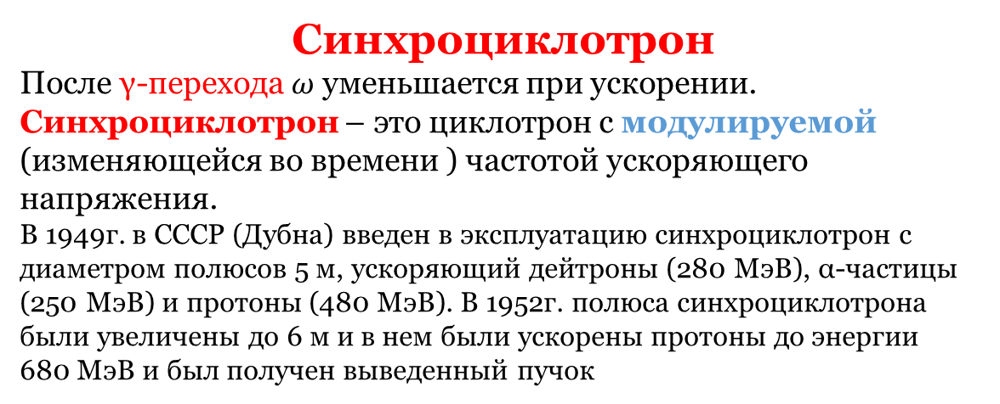 Синхроциклотрон
После γ-перехода ω уменьшается при ускорении.
Синхроциклотрон – это циклотрон с модулируемой
(изменяющейся во времени ) частотой ускоряющего
напряжения.
В 1949г. в СССР (Дубна) введен в эксплуатацию синхроциклотрон с
диаметром полюсов 5 м, ускоряющий дейтроны (280 МэВ), α-частицы
(250 МэВ) и протоны (480 МэВ). В 1952г. полюса синхроциклотрона
были увеличены до 6 м и в нем были ускорены протоны до энергии
680 МэВ и был получен выведенный пучок